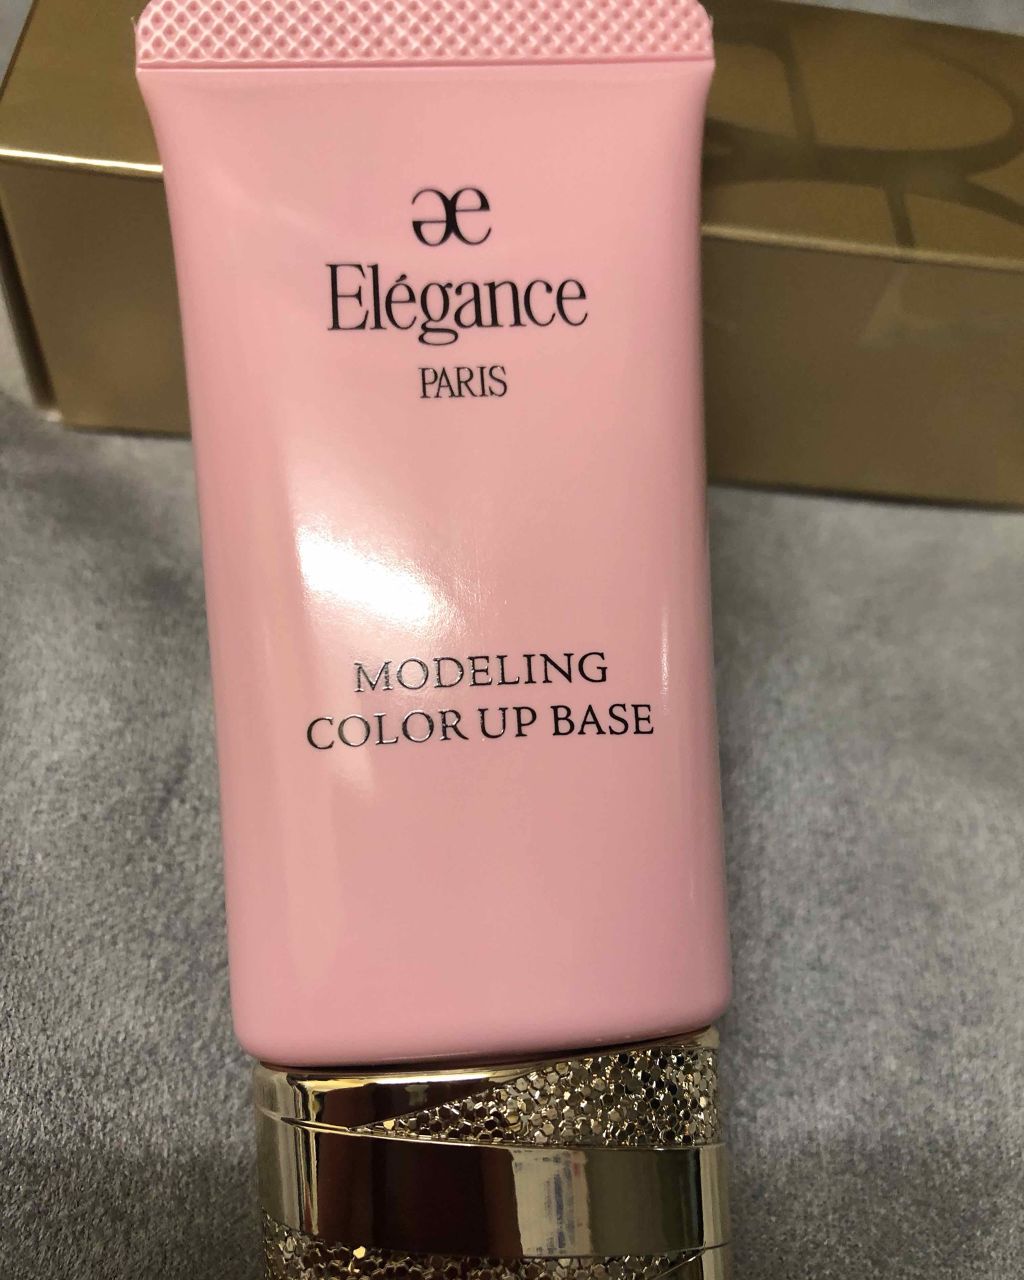 Elégance
PARIS
MODELING
COLOR UP BASE